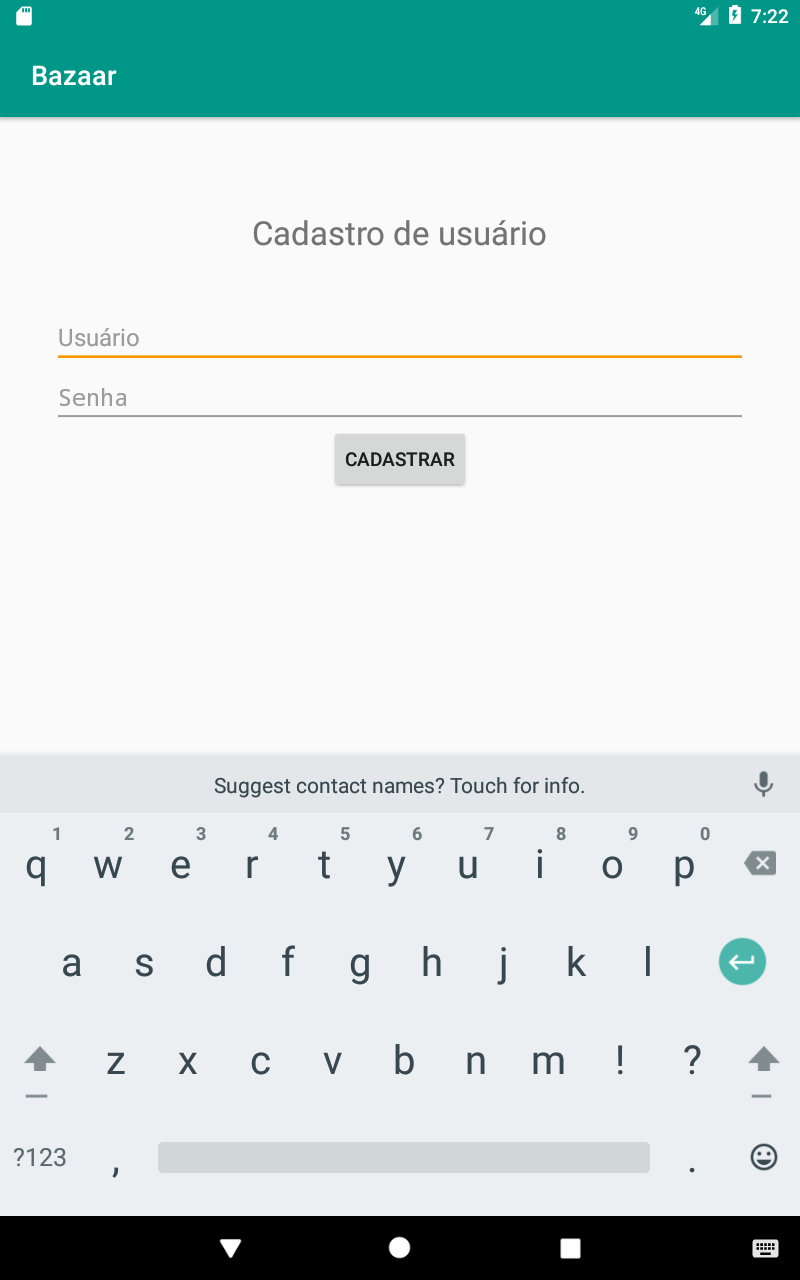 4G 7:22
Bazaar
Cadastro de usuário
Usuário
Senha
CADASTRAR
Suggest contact names? Touch for info.
1 2 3 4 5 6 7 8 9 0
q w e r t y u i o p
a s d f g h j k l
z x c v b n m ! ?
?123 , .